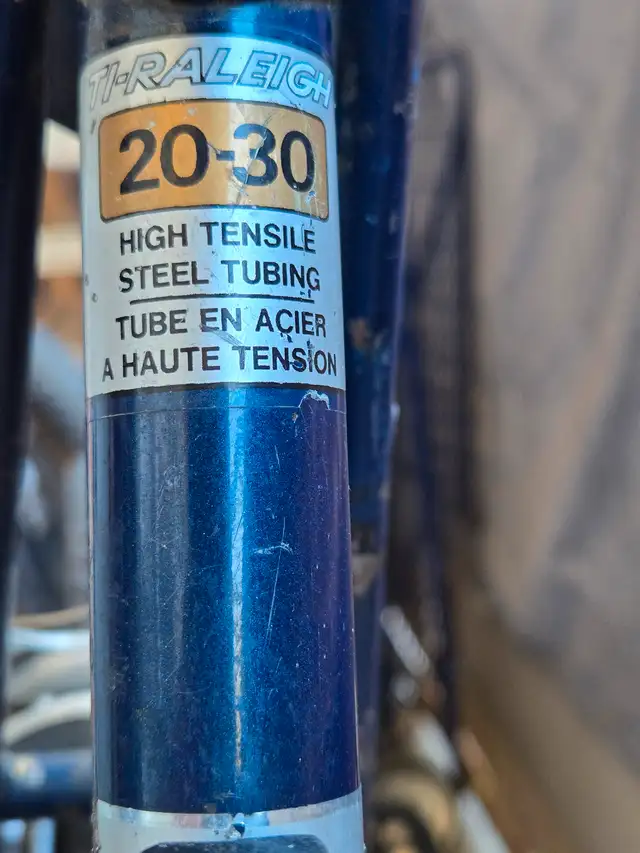 TI-RALEIGH
20-30
HIGH TENSILE
STEEL TUBING
TUBE EN ACIER
A HAUTE TENSION